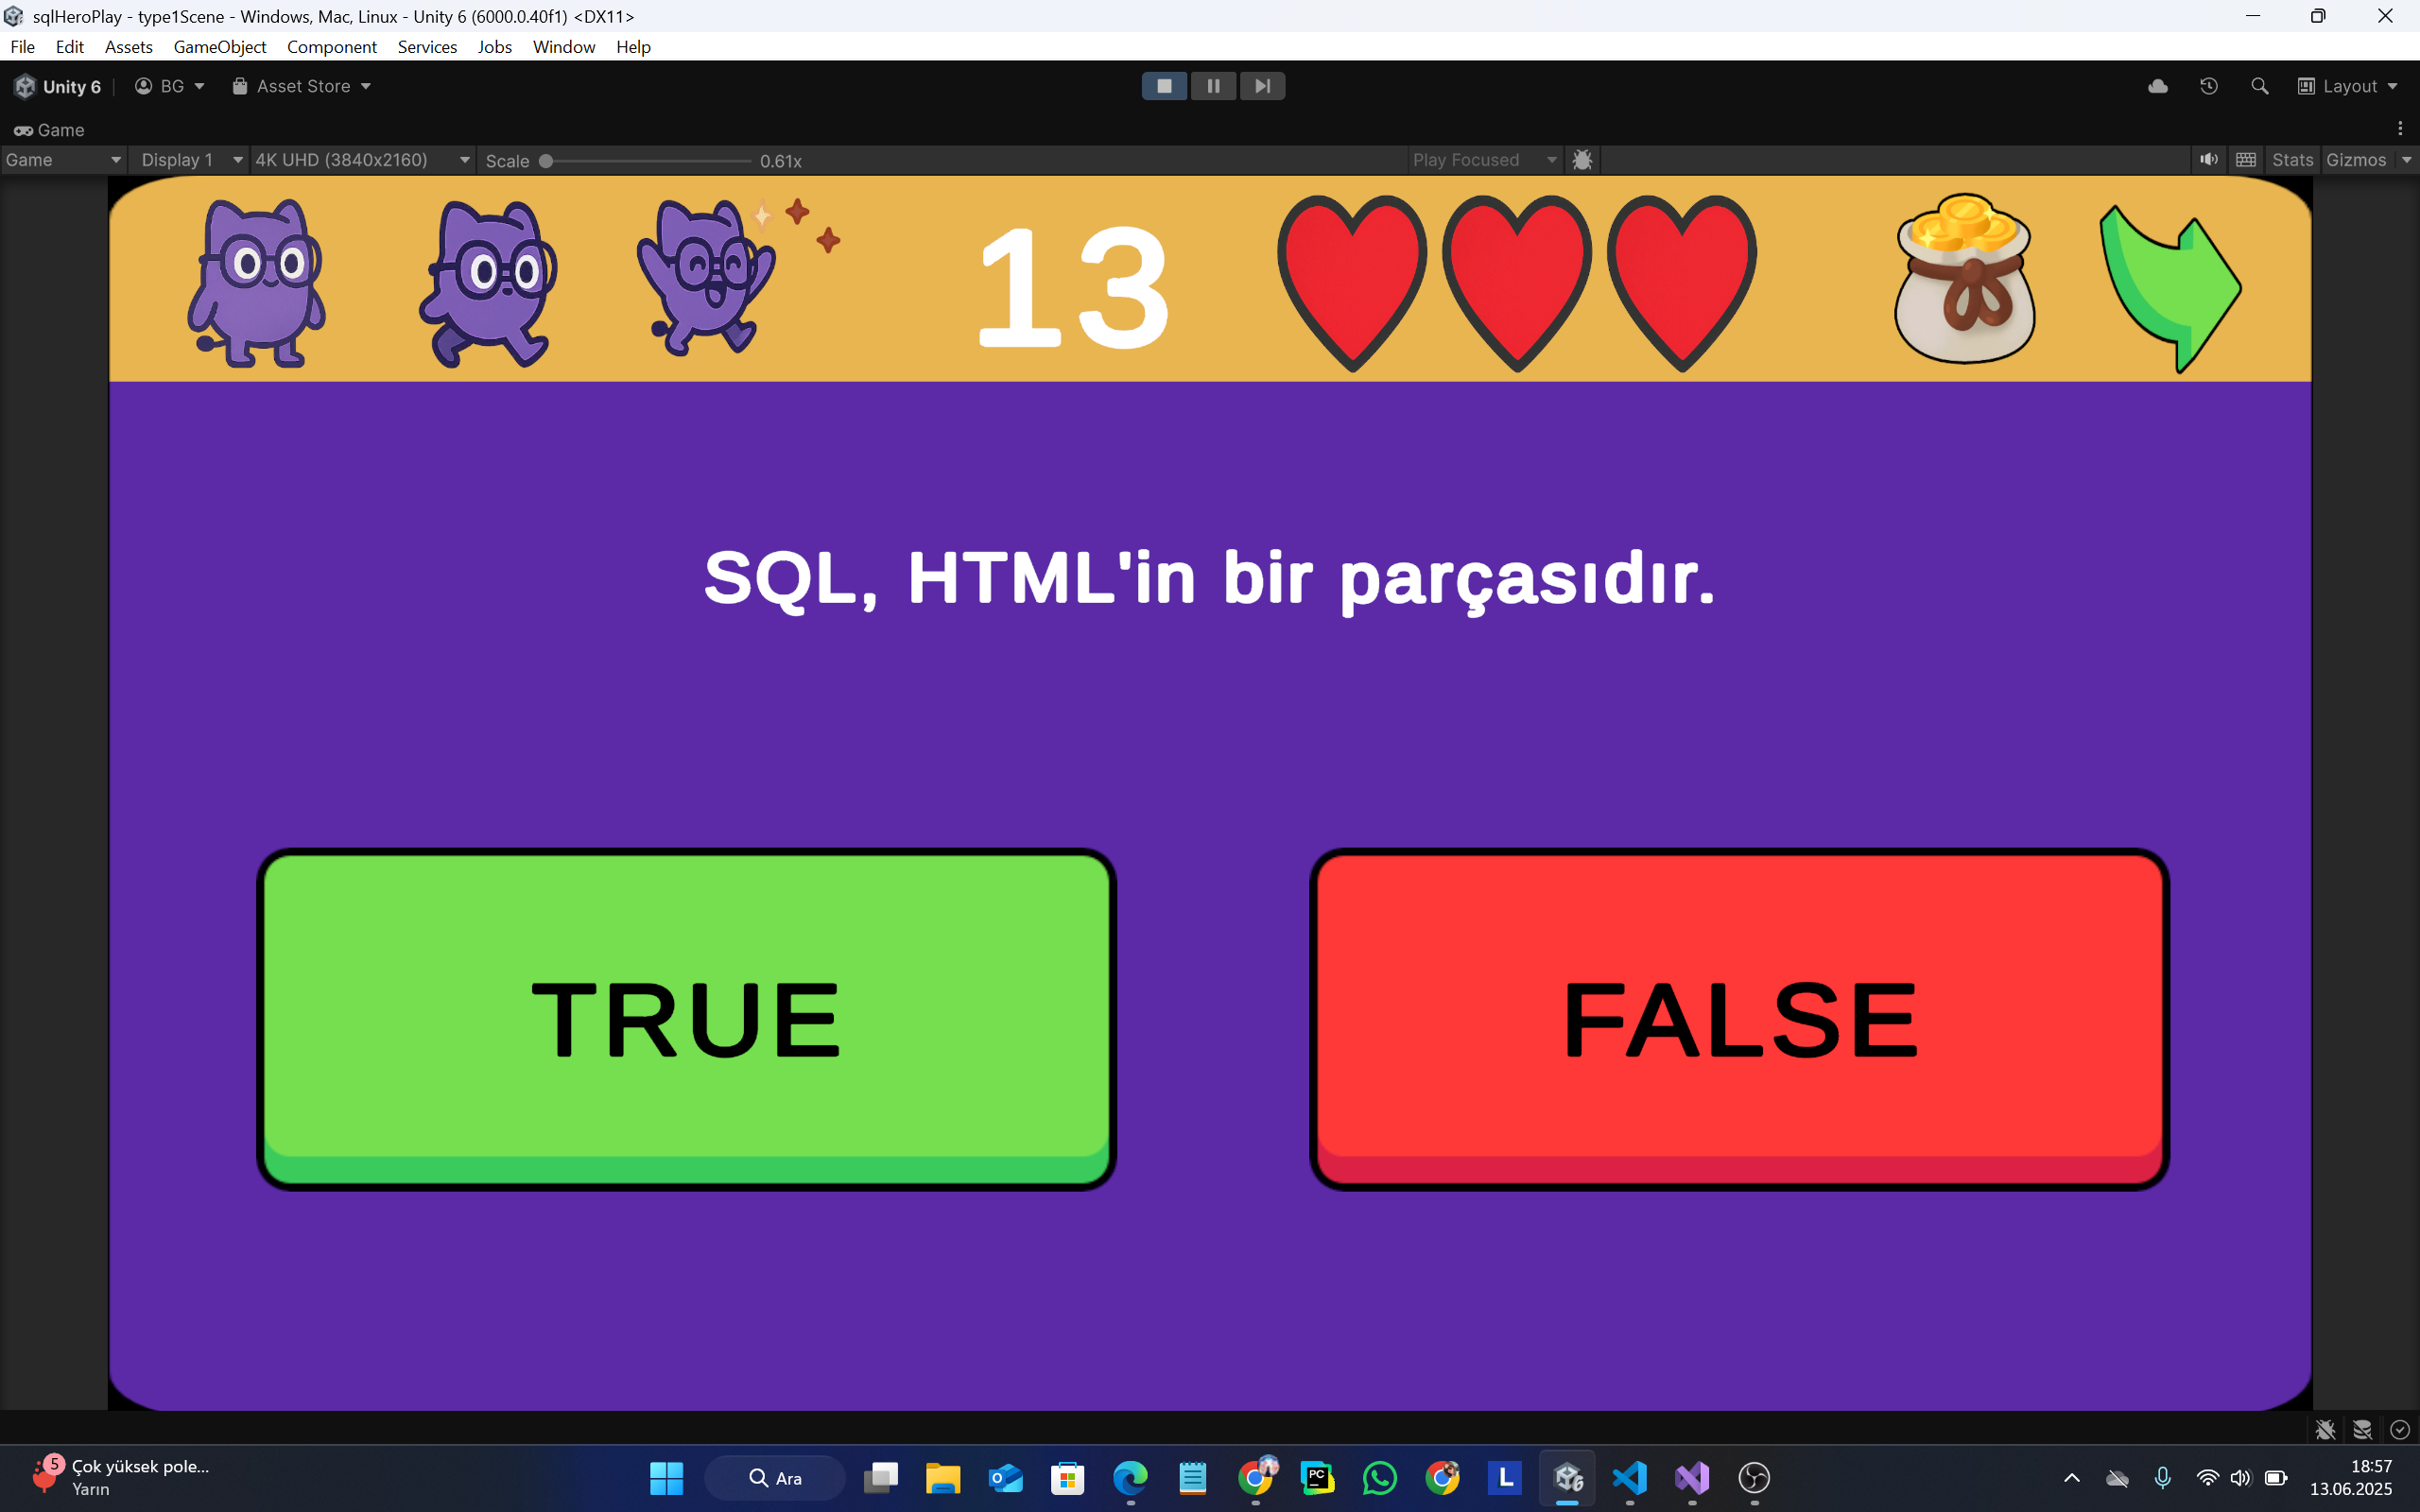 sqlHeroPlay - type1Scene - Windows, Mac, Linux - Unity 6 (6000.0.40f1) <DX11>
File Edit Assets GameObject Component Services Jobs Window Help
Unity 6 BG Asset Store Layout
Game
Game Display 1 4K UHD (3840x2160) Scale 0.61x Play Focused Stats Gizmos
13
SQL, HTML'in bir parçasıdır.
TRUE FALSE
5 Çok yüksek pole...
Yarın
Ara
PC
L
6
18:57
13.06.2025